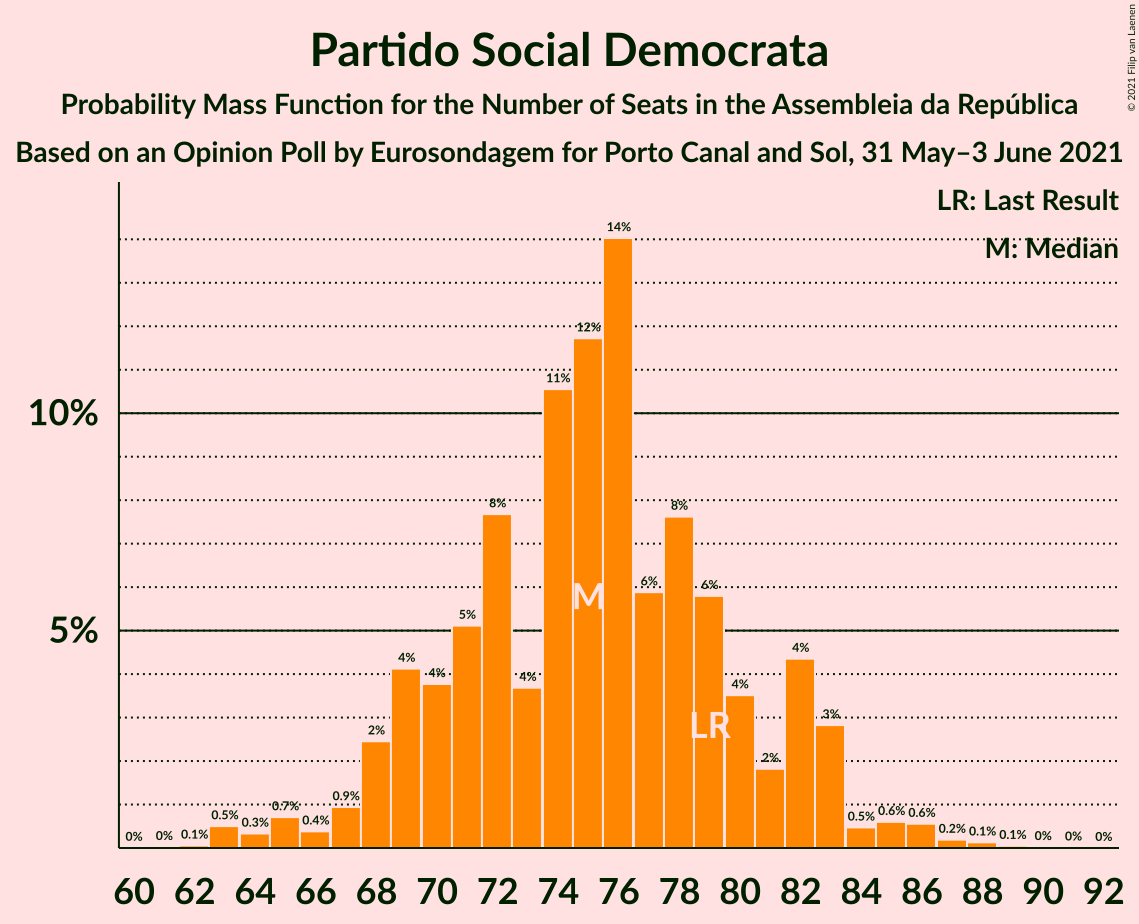 Partido Social Democrata
Probability Mass Function for the Number of Seats in the Assembleia da República
Based on an Opinion Poll by Eurosondagem for Porto Canal and Sol, 31 May–3 June 2021
© 2021 Filip van Laenen
LR: Last Result
M: Median
10%
5%
0% 0% 0.1% 0.5% 0.3% 0.7% 0.4% 0.9% 2% 4% 4% 5% 8% 4% 11% 12% 14% 6% 8% 6% 4% 2% 4% 3% 0.5% 0.6% 0.6% 0.2% 0.1% 0.1% 0% 0% 0%
M
LR
60 62 64 66 68 70 72 74 76 78 80 82 84 86 88 90 92